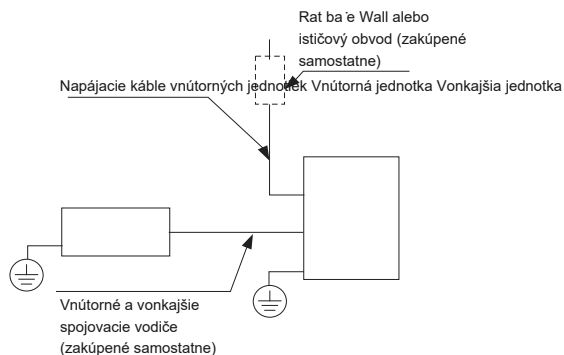 Rat ba e Wall alebo
ističový obvod (zakúpené
samostatne)
Napájacie káble vnútorných jednotiek Vnútorná jednotka Vonkajšia jednotka
Vnútorné a vonkajšie
spojovacie vodiče
(zakúpené samostatne)